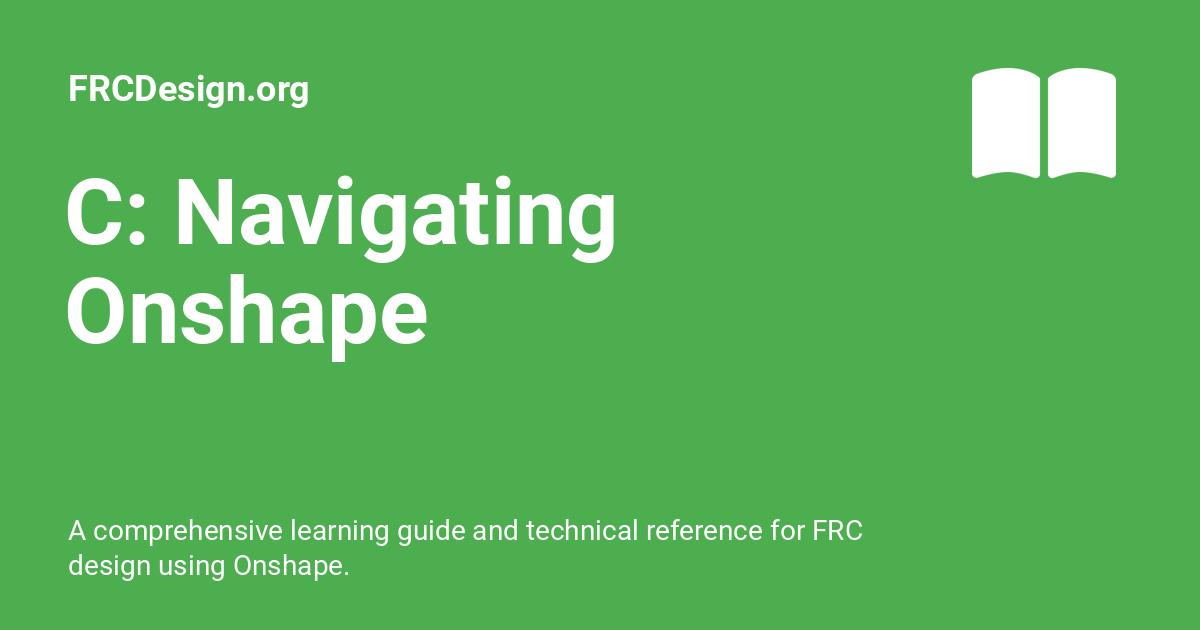 FRCDesign.org
C: Navigating
Onshape
A comprehensive learning guide and technical reference for FRC
design using Onshape.